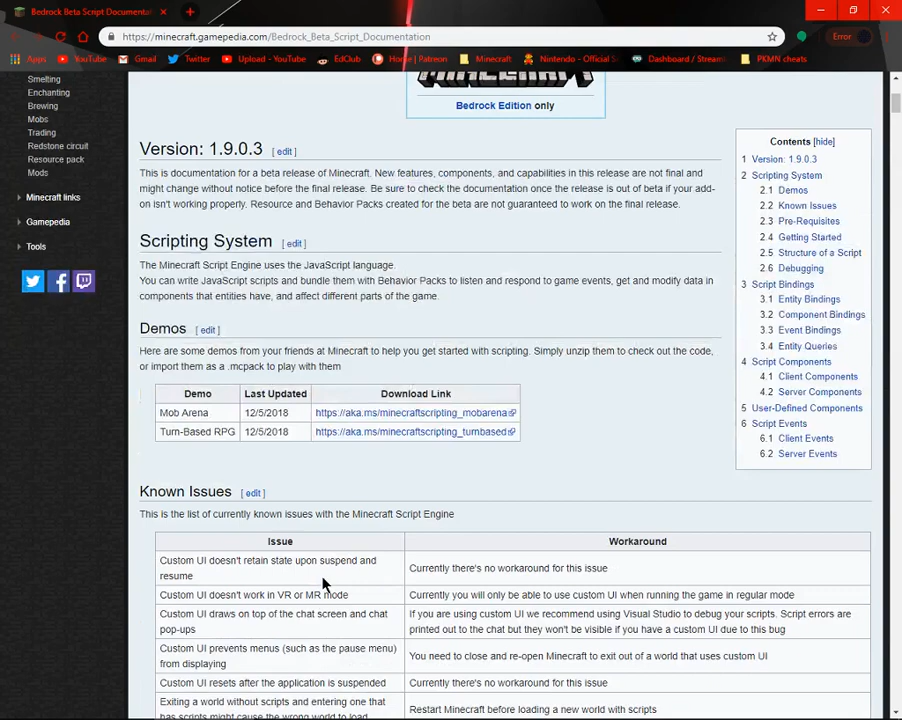 Bedrock Beta Script Documenta
https://minecraft.gamepedia.com/Bedrock_Beta_Script_Documentation
Error
Apps YouTube Gmail Twitter Upload - YouTube EdClub Home | Patreon Minecraft Nintendo - Official S Dashboard / Stream PKMN cheats
Smelting
Enchanting
Brewing
Mobs
Trading
Redstone circuit
Resource pack
Mods
Minecraft links
Gamepedia
Tools
MINECRAFT
Bedrock Edition only
Version: 1.9.0.3 [ edit ]
This is documentation for a beta release of Minecraft. New features, components, and capabilities in this release are not final and
might change without notice before the final release. Be sure to check the documentation once the release is out of beta if your add-
on isn't working properly. Resource and Behavior Packs created for the beta are not guaranteed to work on the final release.
Scripting System [ edit ]
The Minecraft Script Engine uses the JavaScript language.
You can write JavaScript scripts and bundle them with Behavior Packs to listen and respond to game events, get and modify data in
components that entities have, and affect different parts of the game.
Demos [ edit ]
Here are some demos from your friends at Minecraft to help you get started with scripting. Simply unzip them to check out the code,
or import them as a .mcpack to play with them
Demo Last Updated Download Link
Mob Arena 12/5/2018 https://aka.ms/minecraftscripting_mobarena
Turn-Based RPG 12/5/2018 https://aka.ms/minecraftscripting_turnbased
Known Issues [ edit ]
This is the list of currently known issues with the Minecraft Script Engine
Issue Workaround
Custom UI doesn't retain state upon suspend and
resume
Currently there's no workaround for this issue
Custom UI doesn't work in VR or MR mode Currently you will only be able to use custom UI when running the game in regular mode
Custom UI draws on top of the chat screen and chat
pop-ups
If you are using custom UI we recommend using Visual Studio to debug your scripts. Script errors are
printed out to the chat but they won't be visible if you have a custom UI due to this bug
Custom UI prevents menus (such as the pause menu)
from displaying
You need to close and re-open Minecraft to exit out of a world that uses custom UI
Custom UI resets after the application is suspended Currently there's no workaround for this issue
Exiting a world without scripts and entering one that
has scripts might cause the wrong world to load
Restart Minecraft before loading a new world with scripts
Contents [hide]
1 Version: 1.9.0.3
2 Scripting System
2.1 Demos
2.2 Known Issues
2.3 Pre-Requisites
2.4 Getting Started
2.5 Structure of a Script
2.6 Debugging
3 Script Bindings
3.1 Entity Bindings
3.2 Component Bindings
3.3 Event Bindings
3.4 Entity Queries
4 Script Components
4.1 Client Components
4.2 Server Components
5 User-Defined Components
6 Script Events
6.1 Client Events
6.2 Server Events